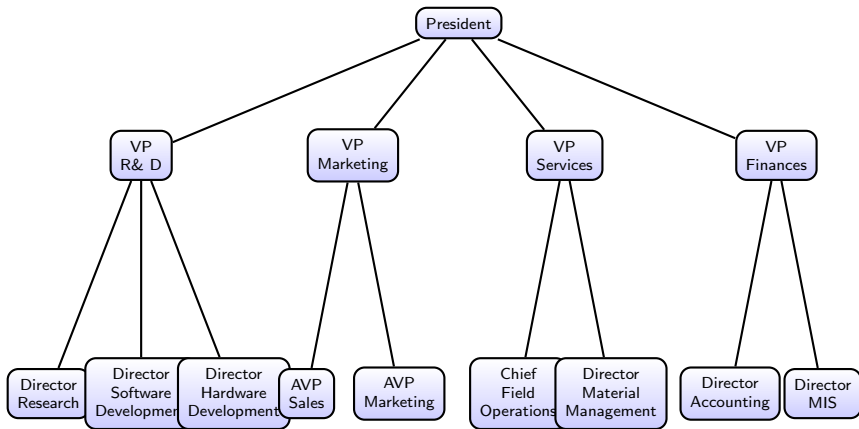 President
VP
R& D
VP
Marketing
VP
Services
VP
Finances
Director
Research
Director
Software
Development
Director
Hardware
Development
AVP
Sales
AVP
Marketing
Chief
Field
Operations
Director
Material
Management
Director
Accounting
Director
MIS